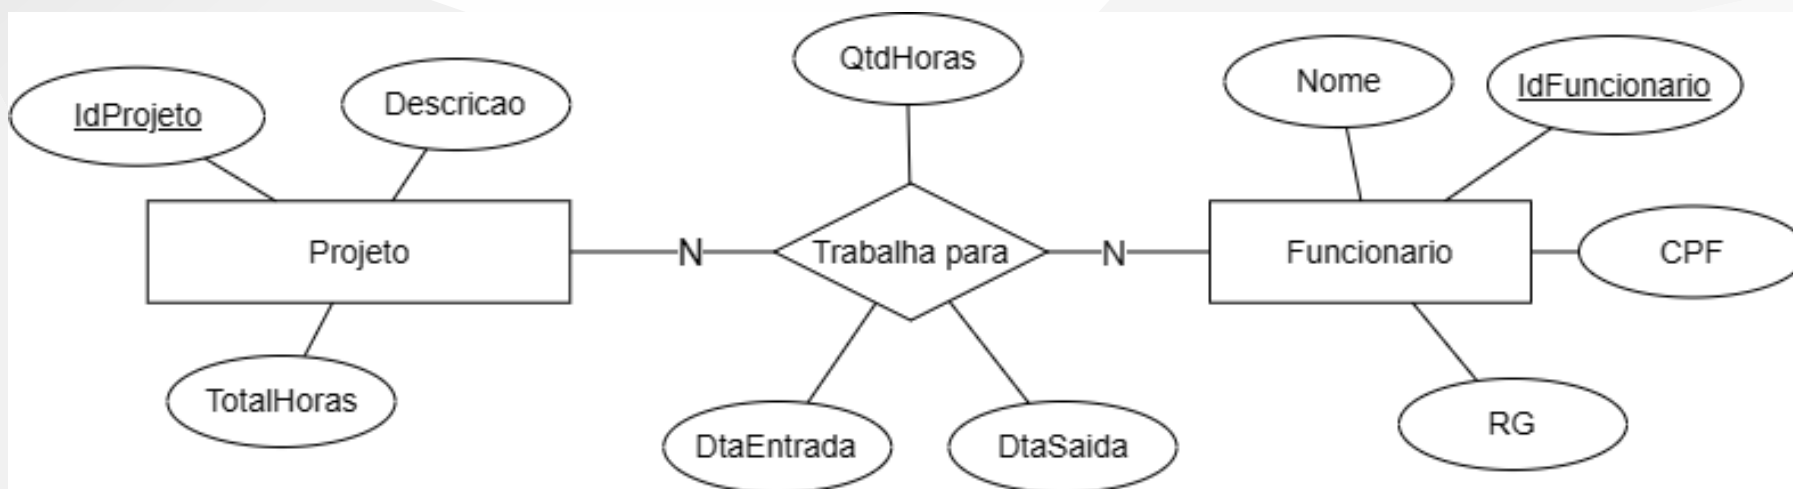 QtdHoras
IdProjeto
Descricao
Nome
IdFuncionario
Projeto
N
Trabalha para
N
Funcionario
CPF
TotalHoras
DtaEntrada
DtaSaida
RG